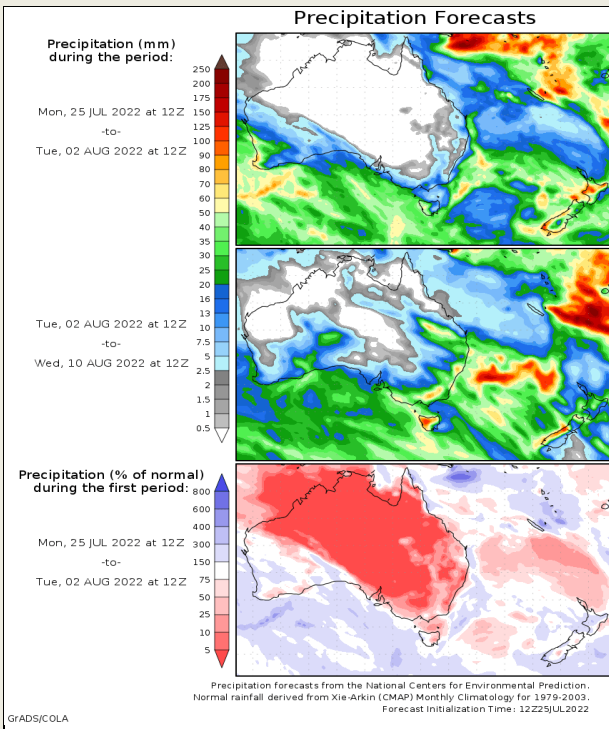 Precipitation Forecasts
Precipitation (mm)
during the period:
Mon, 25 JUL 2022 at 12Z
-to-
Tue, 02 AUG 2022 at 12Z
250
200
175
150
125
100
90
80
70
60
50
40
35
30
25
20
16
13
10
7.5
5
2.5
2
1.5
1
0.5
Tue, 02 AUG 2022 at 12Z
-to-
Wed, 10 AUG 2022 at 12Z
Precipitation (% of normal)
during the first period:
Mon, 25 JUL 2022 at 12Z
-to-
Tue, 02 AUG 2022 at 12Z
800
600
400
300
150
75
50
25
10
5
Precipitation forecasts from the National Centers for Environmental Prediction.
Normal rainfall derived from Xie-Arkin (CMAP) Monthly Climatology for 1979-2003.
Forecast Initialization Time: 12Z25JUL2022
GrADS/COLA